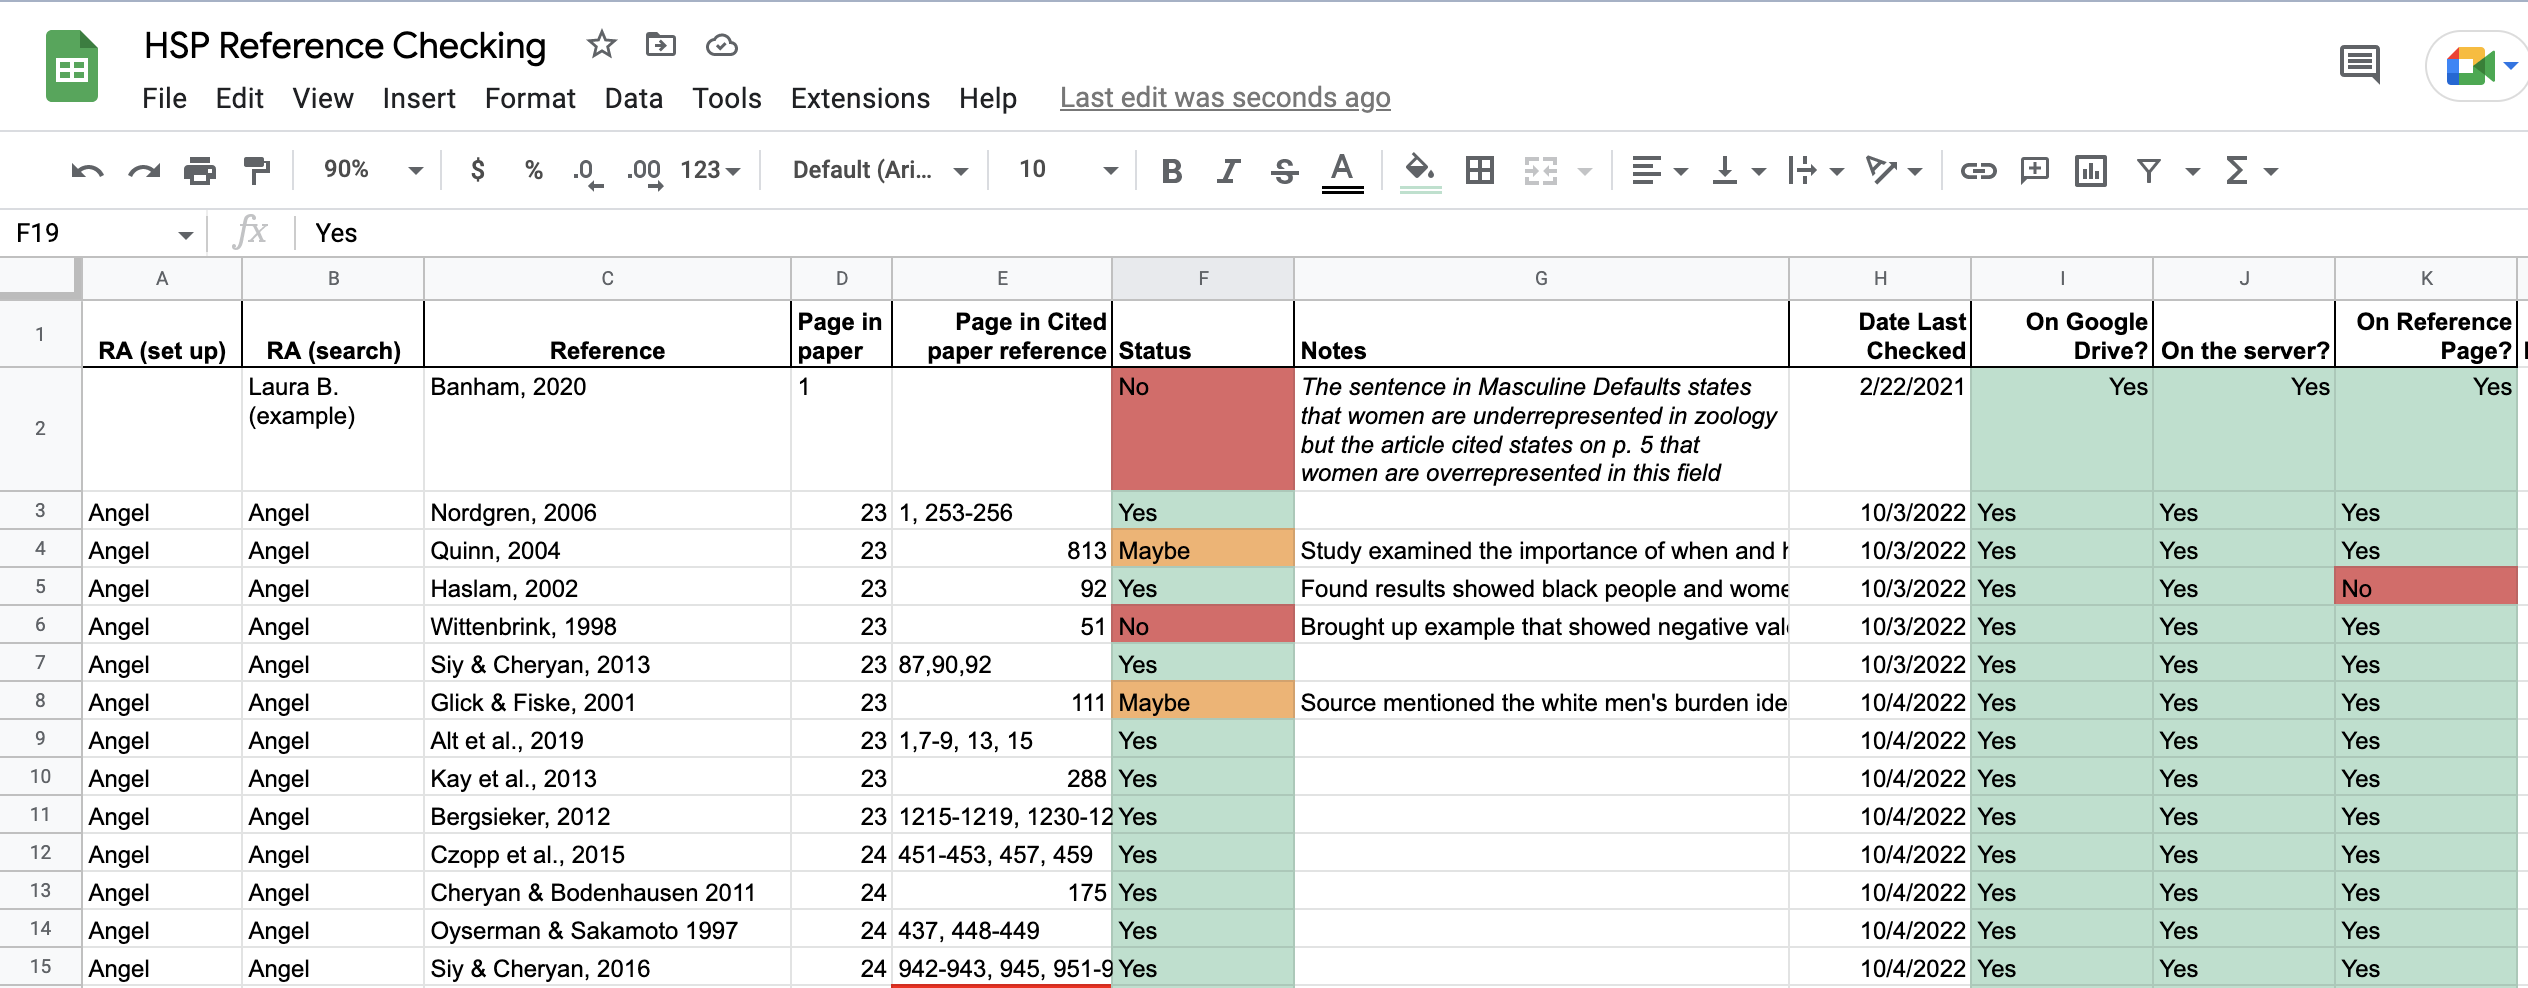 HSP Reference Checking
File Edit View Insert Format Data Tools Extensions Help Last edit was seconds ago
90% $ % .0 .00 123 Default (Ari... 10 B I S A
F19 fx Yes
A B C D E F G H I J K
1 RA (set up) RA (search) Reference Page in paper Page in Cited paper reference Status Notes Date Last Checked On Google Drive? On the server? On Reference Page?
2 Laura B. (example) Banham, 2020 1 No The sentence in Masculine Defaults states 2/22/2021 Yes Yes Yes
that women are underrepresented in zoology
but the article cited states on p. 5 that
women are overrepresented in this field
3 Angel Angel Nordgren, 2006 23 1, 253-256 Yes 10/3/2022 Yes Yes Yes
4 Angel Angel Quinn, 2004 23 813 Maybe Study examined the importance of when and 10/3/2022 Yes Yes Yes
5 Angel Angel Haslam, 2002 23 92 Yes Found results showed black people and wome 10/3/2022 Yes Yes No
6 Angel Angel Wittenbrink, 1998 23 51 No Brought up example that showed negative val 10/3/2022 Yes Yes Yes
7 Angel Angel Siy & Cheryan, 2013 23 87,90,92 Yes 10/3/2022 Yes Yes Yes
8 Angel Angel Glick & Fiske, 2001 23 111 Maybe Source mentioned the white men's burden ide 10/4/2022 Yes Yes Yes
9 Angel Angel Alt et al., 2019 23 1,7-9, 13, 15 Yes 10/4/2022 Yes Yes Yes
10 Angel Angel Kay et al., 2013 23 288 Yes 10/4/2022 Yes Yes Yes
11 Angel Angel Bergsieker, 2012 23 1215-1219, 1230-12 Yes 10/4/2022 Yes Yes Yes
12 Angel Angel Czopp et al., 2015 24 451-453, 457, 459 Yes 10/4/2022 Yes Yes Yes
13 Angel Angel Cheryan & Bodenhausen 2011 24 175 Yes 10/4/2022 Yes Yes Yes
14 Angel Angel Oyserman & Sakamoto 1997 24 437, 448-449 Yes 10/4/2022 Yes Yes Yes
15 Angel Angel Siy & Cheryan, 2016 24 942-943, 945, 951-9 Yes 10/4/2022 Yes Yes Yes